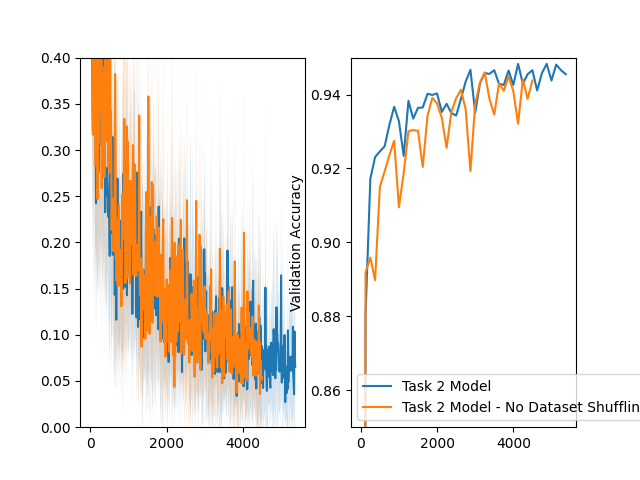 0.40
0.35
0.30
0.25
0.20
0.15
0.10
0.05
0.00
0 2000 4000
Validation Accuracy
0.94
0.92
0.90
0.88
0.86
0 2000 4000
Task 2 Model
Task 2 Model - No Dataset Shufflin